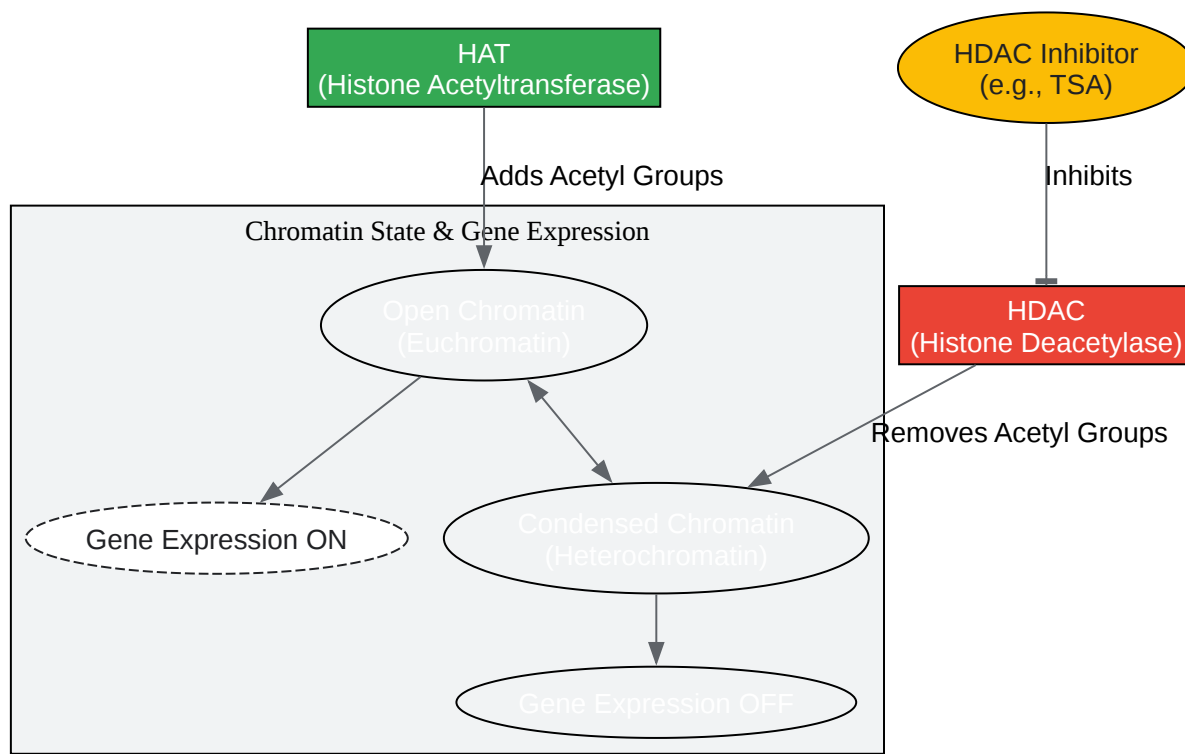 HAT
(Histone Acetyltransferase)
HDAC Inhibitor
(e.g., TSA)
Adds Acetyl Groups
Inhibits
Chromatin State & Gene Expression
Open Chromatin
(Euchromatin)
HDAC
(Histone Deacetylase)
Removes Acetyl Groups
Gene Expression ON
Condensed Chromatin
(Heterochromatin)
Gene Expression OFF